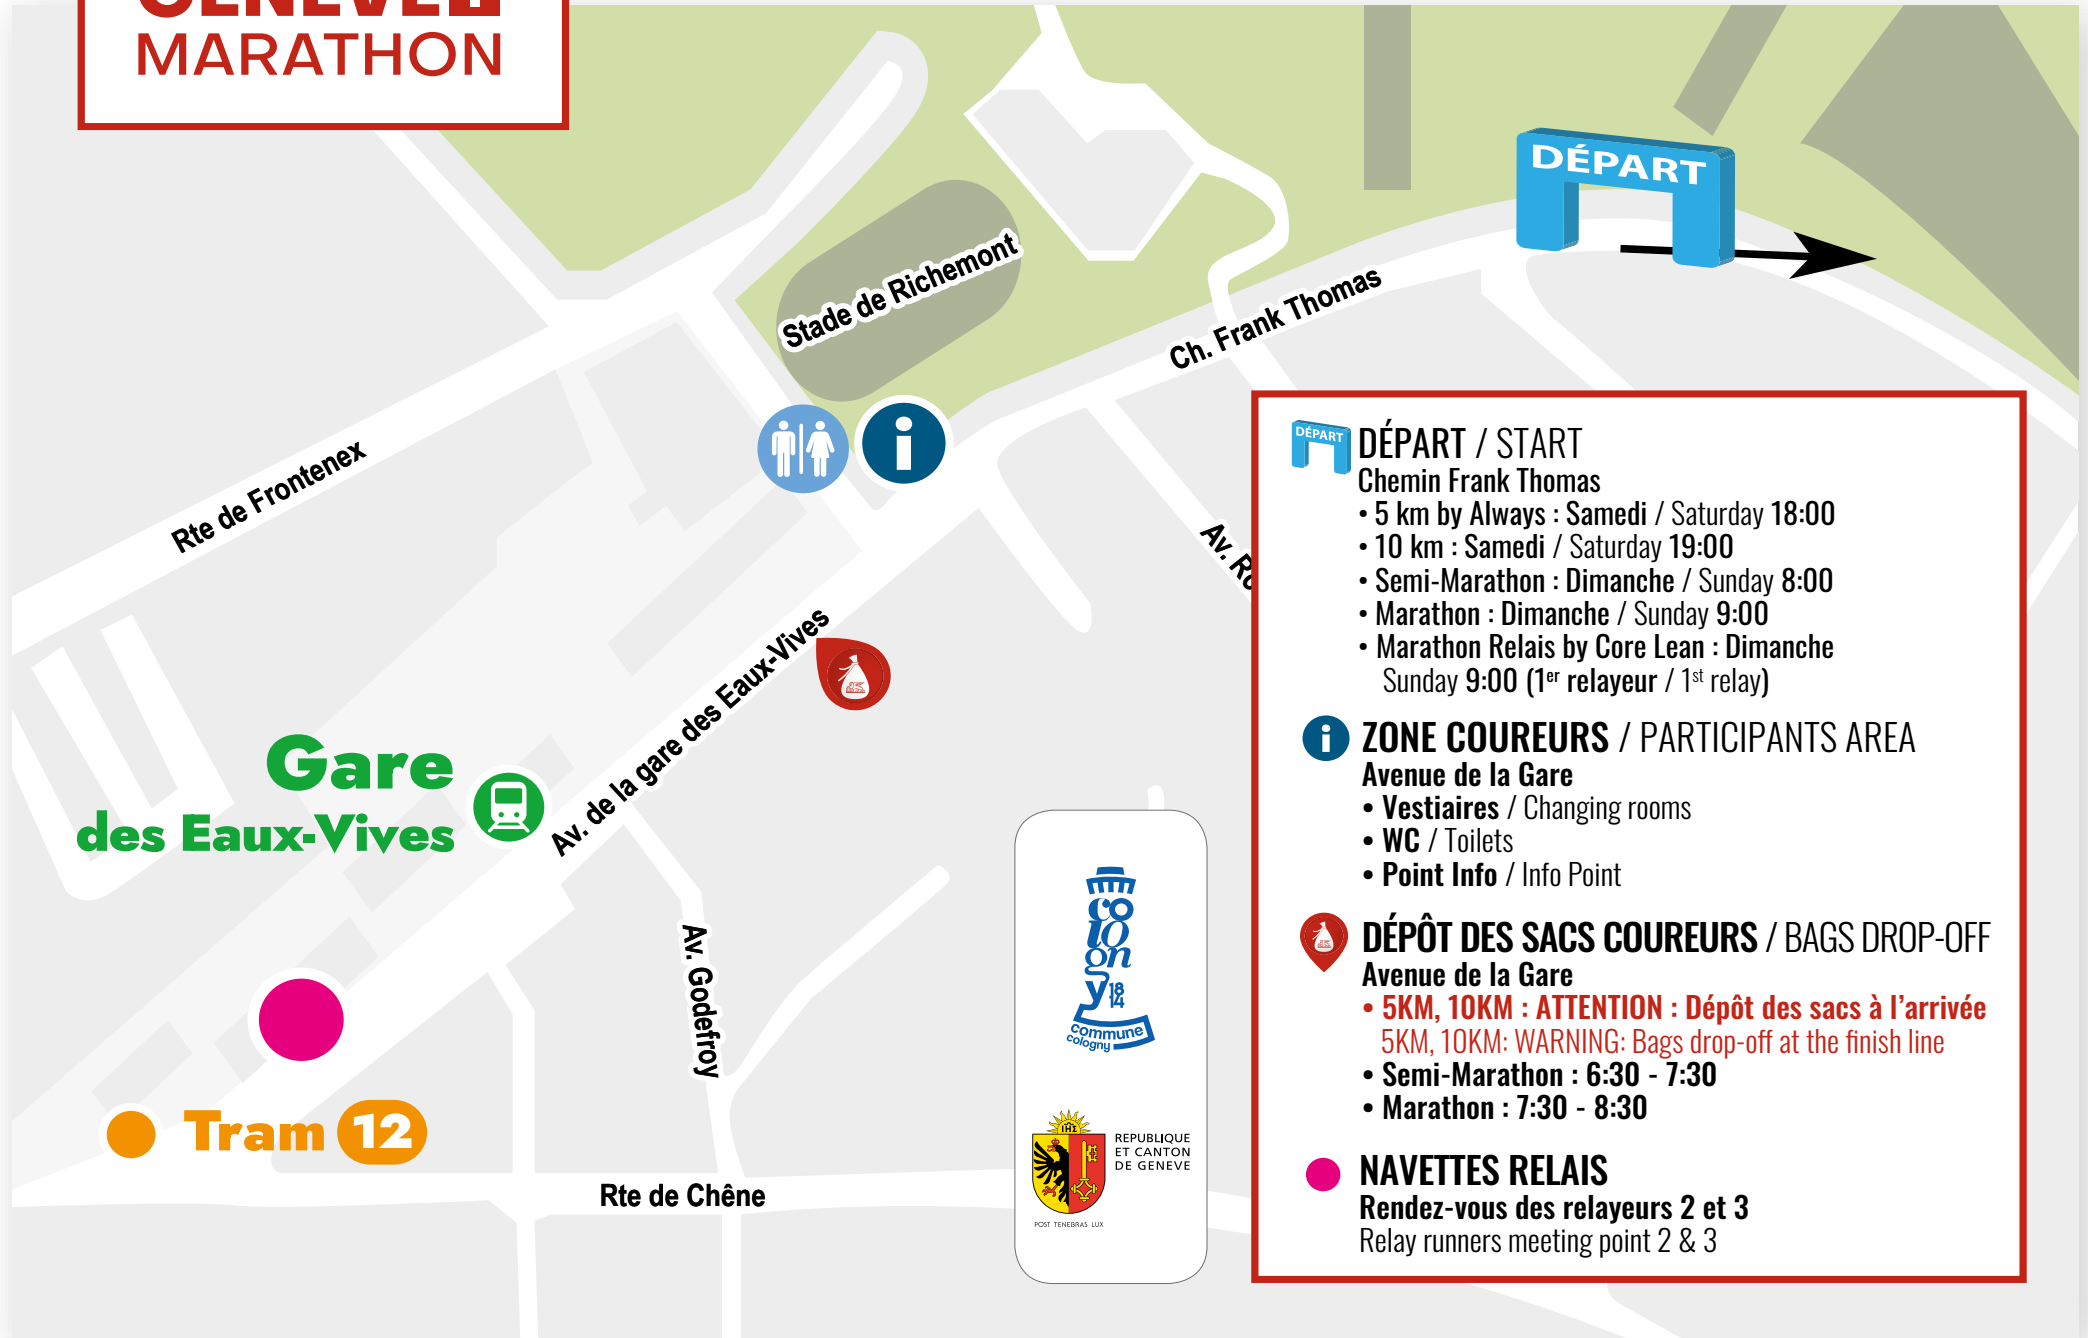 GENÈVE
MARATHON
DÉPART
Stade de Richemont
Ch. Frank Thomas
Rte de Frontenex
Av. de la gare des Eaux-Vives
Gare
des Eaux-Vives
Av. Godefroy
Tram 12
Rte de Chêne
cologny
1814
commune
cologny
IHS
REPUBLIQUE
ET CANTON
DE GENEVE
POST TENEBRAS LUX
DÉPART
DÉPART / START
Chemin Frank Thomas
• 5 km by Always : Samedi / Saturday 18:00
• 10 km : Samedi / Saturday 19:00
• Semi-Marathon : Dimanche / Sunday 8:00
• Marathon : Dimanche / Sunday 9:00
• Marathon Relais by Core Lean : Dimanche
Sunday 9:00 (1er relayeur / 1st relay)
ZONE COUREURS / PARTICIPANTS AREA
Avenue de la Gare
• Vestiaires / Changing rooms
• WC / Toilets
• Point Info / Info Point
DÉPÔT DES SACS COUREURS / BAGS DROP-OFF
Avenue de la Gare
• 5KM, 10KM : ATTENTION : Dépôt des sacs à l'arrivée
5KM, 10KM: WARNING: Bags drop-off at the finish line
• Semi-Marathon : 6:30 - 7:30
• Marathon : 7:30 - 8:30
NAVETTES RELAIS
Rendez-vous des relayeurs 2 et 3
Relay runners meeting point 2 & 3
Av.